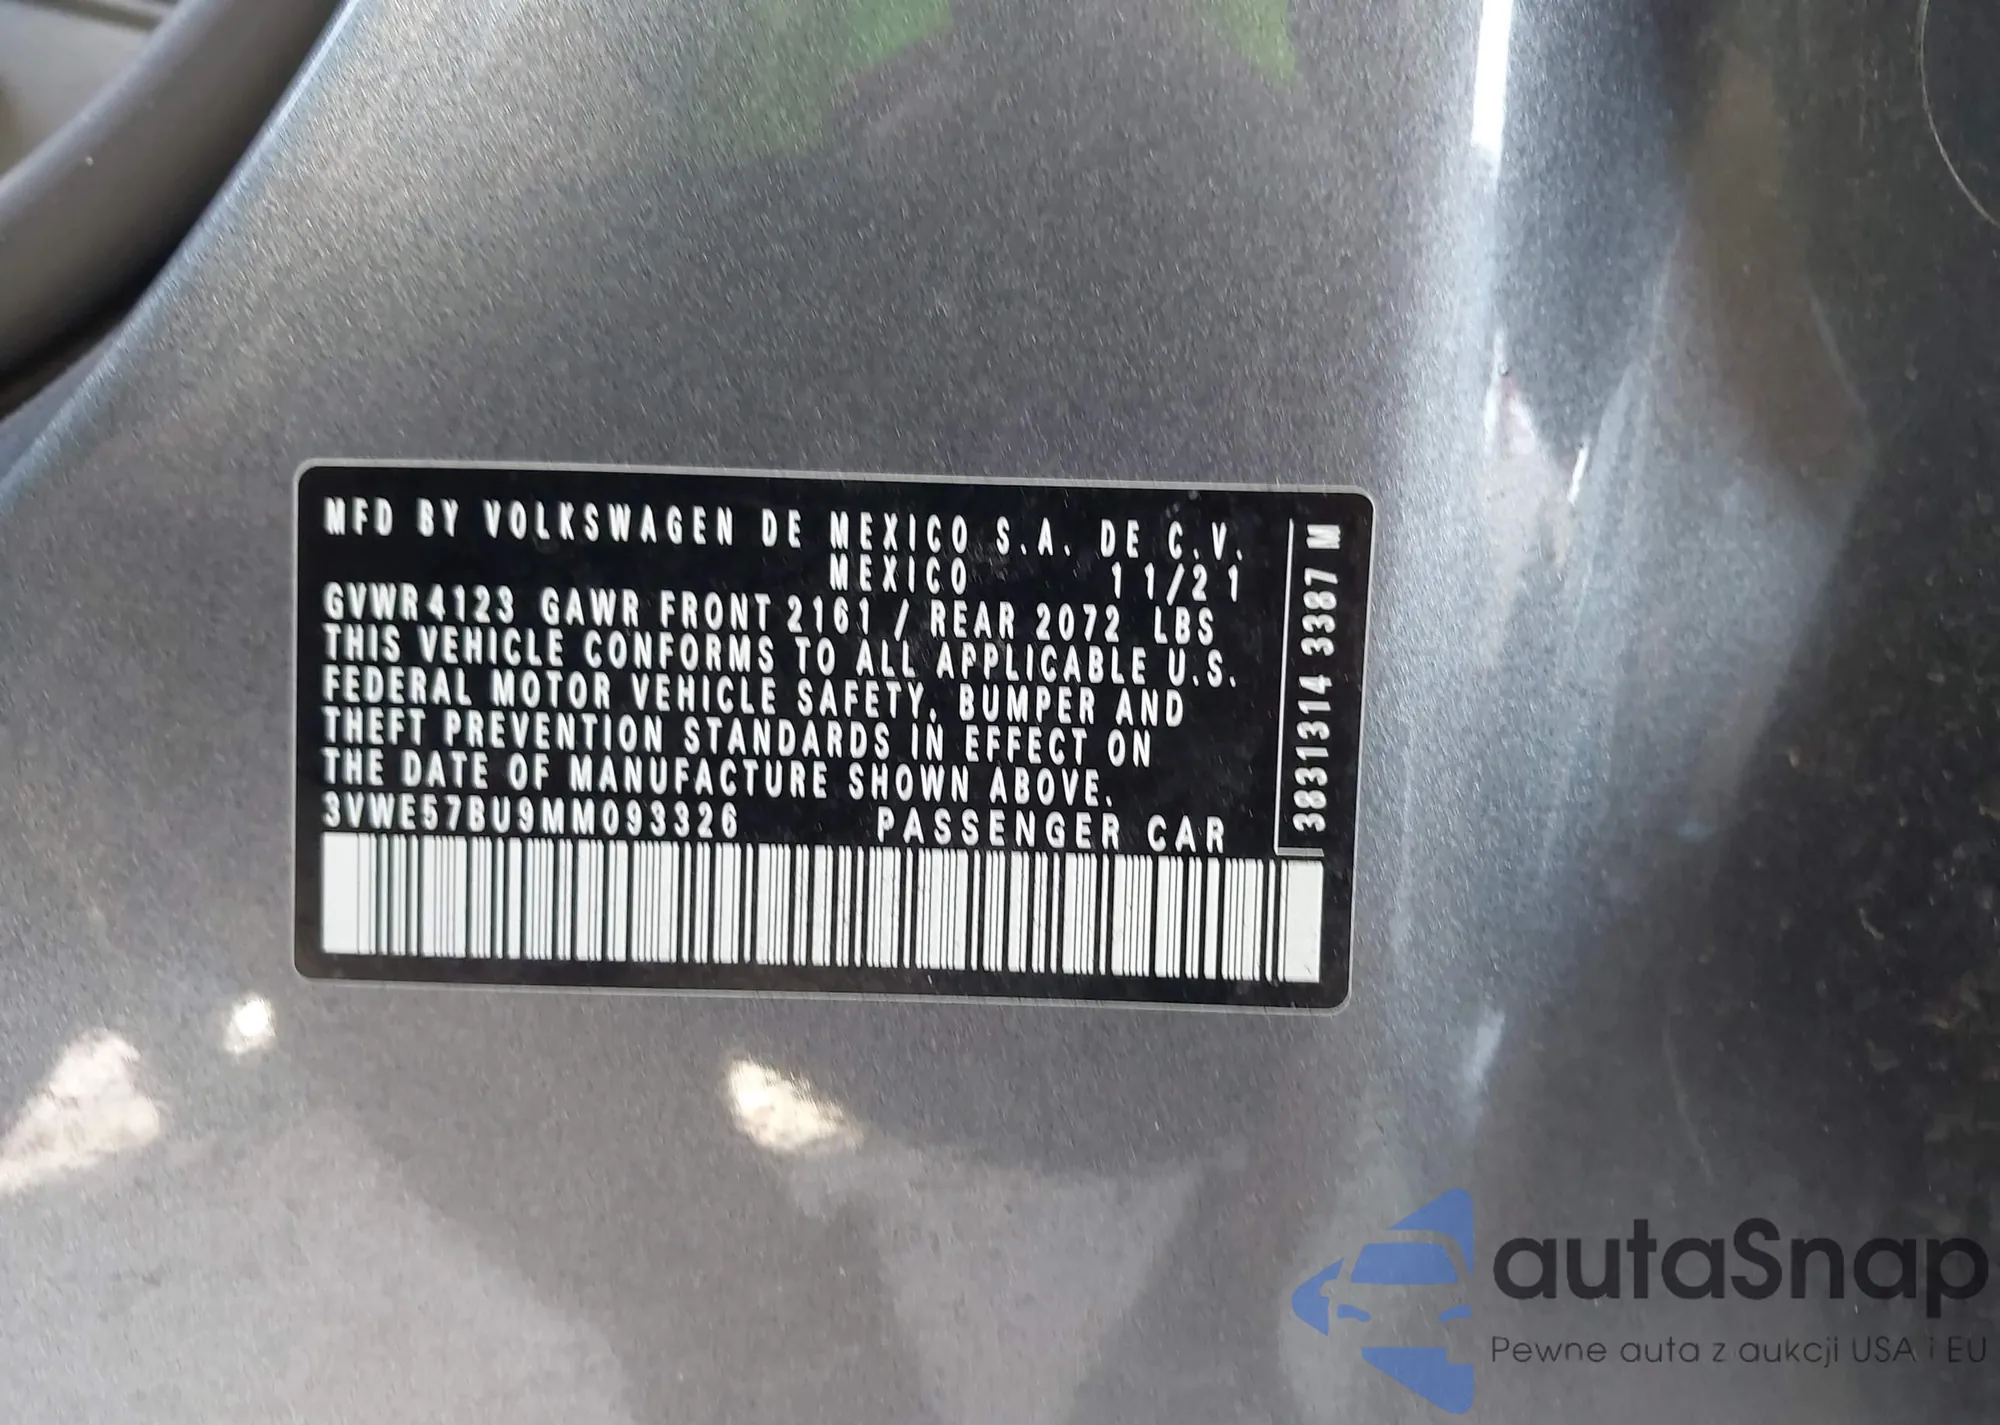 MFD BY VOLKSWAGEN DE MEXICO S.A. DE C.V.
MEXICO 11/21
GVWR 4123 GAWR FRONT 2161 / REAR 2072 LBS
THIS VEHICLE CONFORMS TO ALL APPLICABLE U.S.
FEDERAL MOTOR VEHICLE SAFETY, BUMPER AND
THEFT PREVENTION STANDARDS IN EFFECT ON
THE DATE OF MANUFACTURE SHOWN ABOVE.
3VWE57BU9MM093326 PASSENGER CAR
3831314 3387 M
autaSnap
Pewne auta z aukcji USA i EU